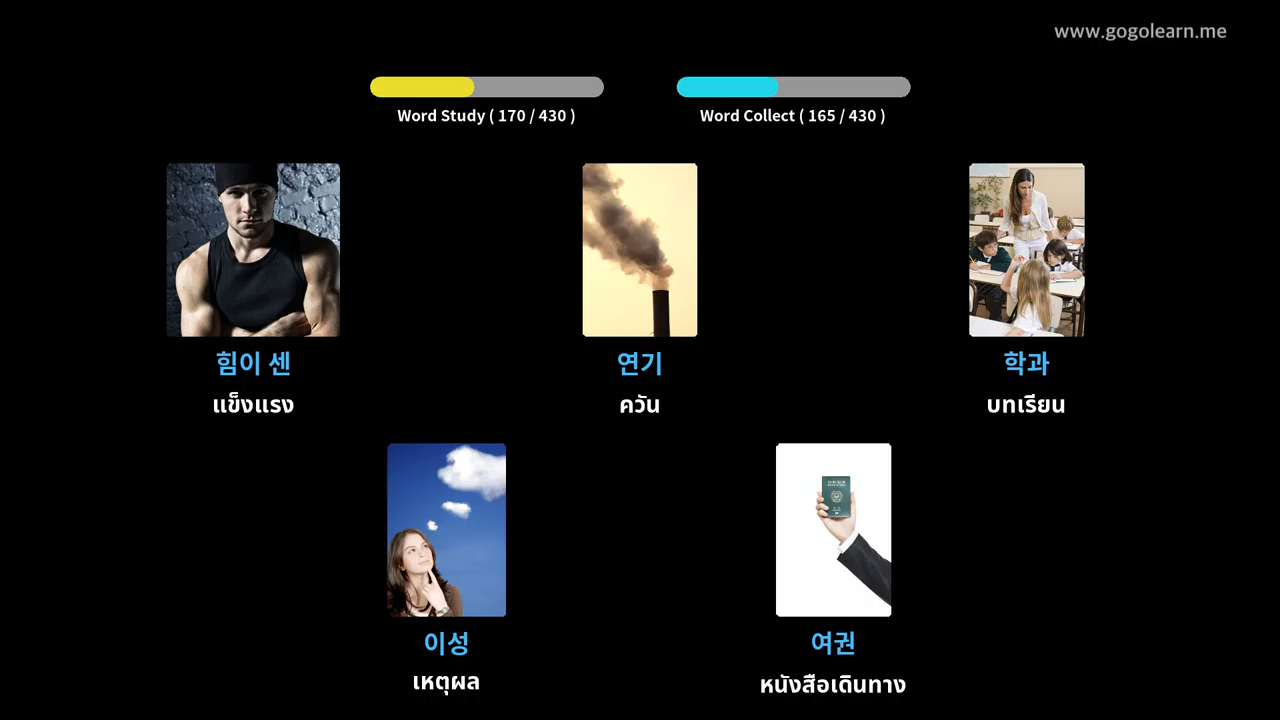 www.gogolearn.me
Word Study ( 170 / 430 )
Word Collect ( 165 / 430 )
힘이 센
แข็งแรง
연기
ควัน
학과
บทเรียน
이성
เหตุผล
여권
หนังสือเดินทาง